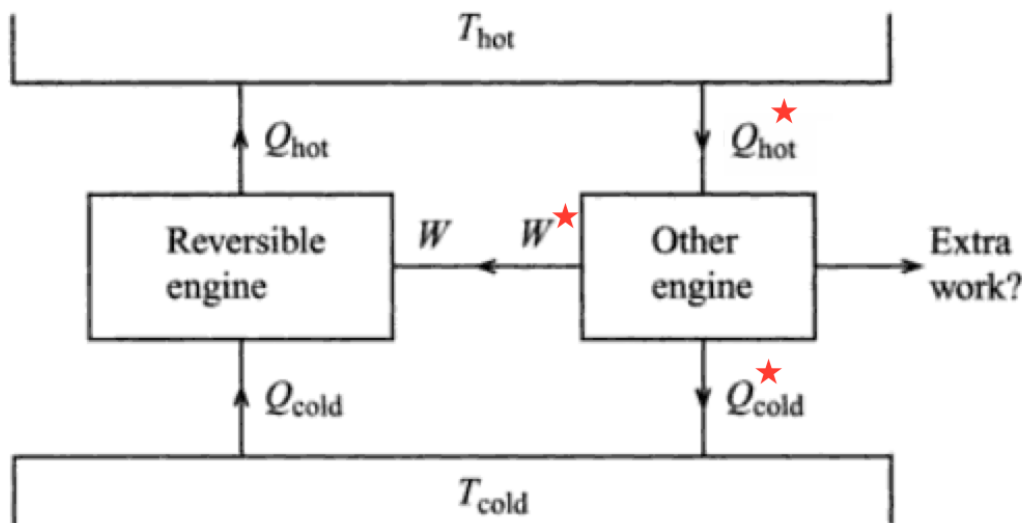 T_hot
Q_hot
Q_hot★
Reversible
engine
W
W★
Other
engine
Extra
work?
Q_cold
Q_cold★
T_cold